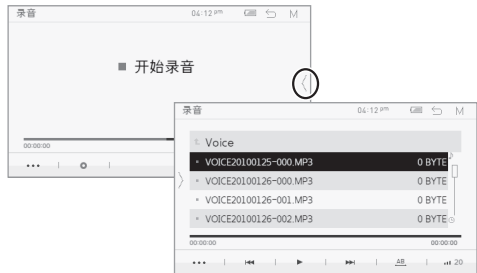 录音 04:12 PM M
开始录音
00:00:00
录音 04:12 PM M
Voice
VOICE20100125-000.MP3 0 BYTE
VOICE20100126-000.MP3 0 BYTE
VOICE20100126-001.MP3 0 BYTE
VOICE20100126-002.MP3 0 BYTE
00:00:00 00:00:00
AB 20